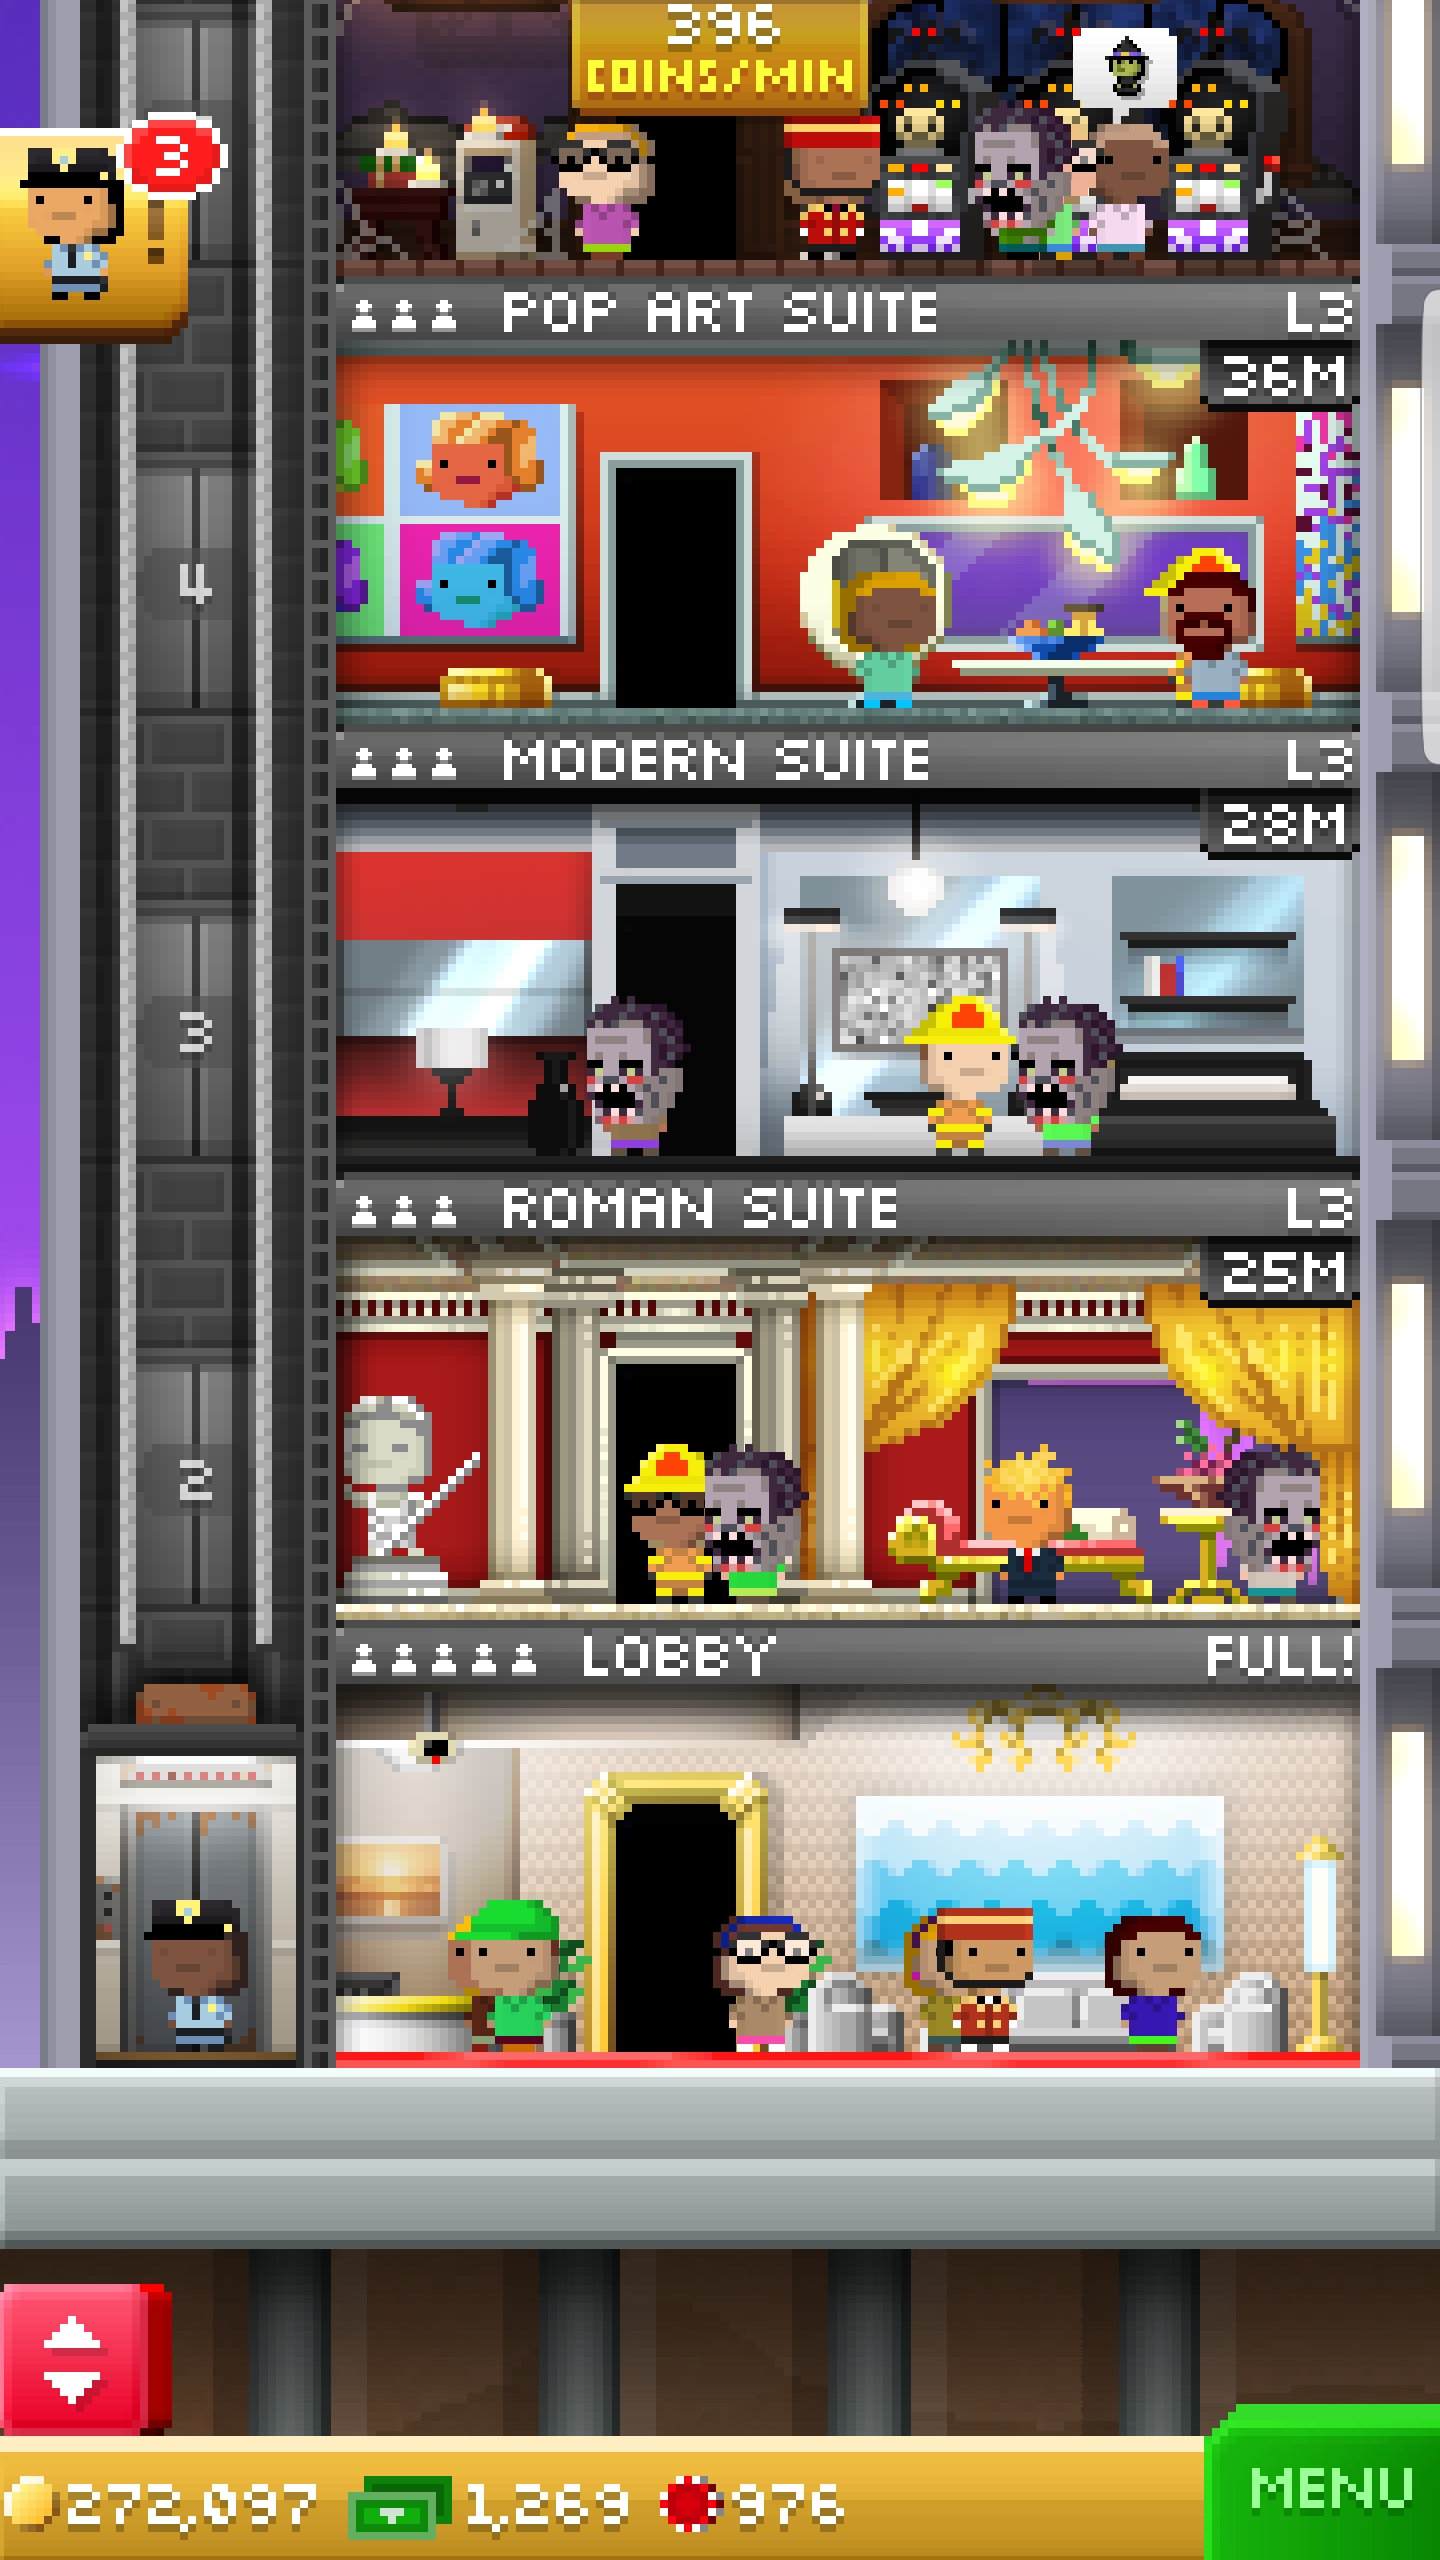 396
COINS/MIN
3
POP ART SUITE L3
36M
4
MODERN SUITE L3
28M
3
ROMAN SUITE L3
25M
2
LOBBY FULL!
272,097 1,269 976
MENU